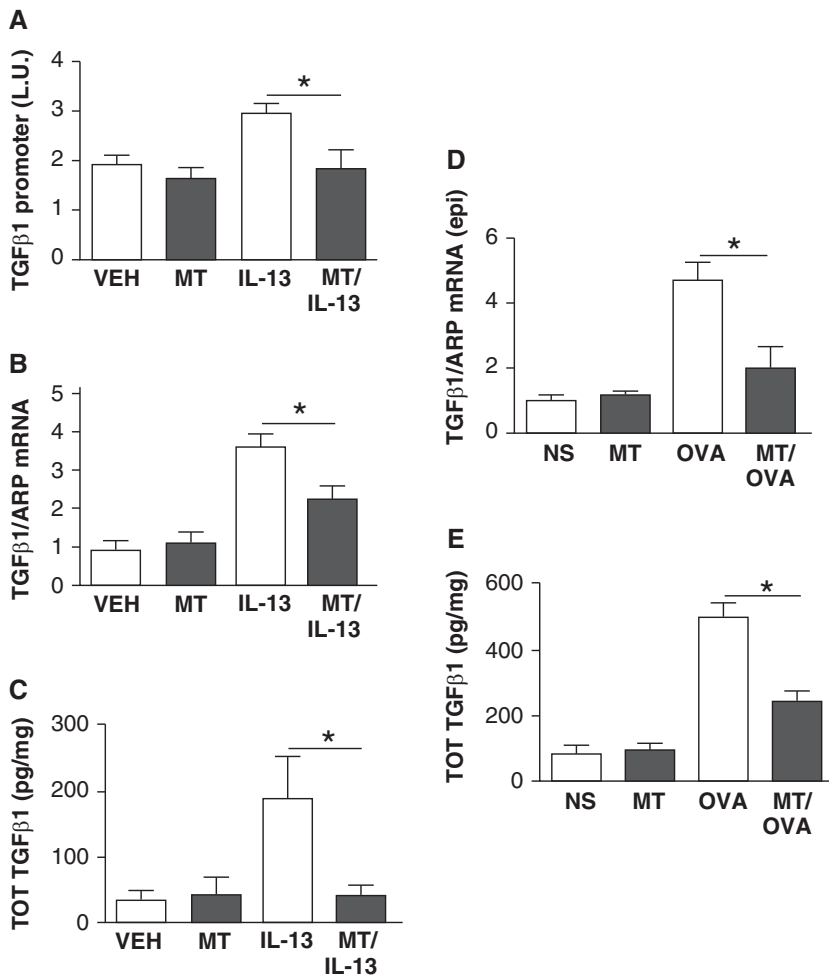 A
TGFβ1 promoter (L.U.)
4
3
2
1
0
*
VEH MT IL-13 MT/
IL-13
B
TGFβ1/ARP mRNA
5
4
3
2
1
0
*
VEH MT IL-13 MT/
IL-13
C
TOT TGFβ1 (pg/mg)
300
200
100
0
*
VEH MT IL-13 MT/
IL-13
D
TGFβ1/ARP mRNA (epi)
6
4
2
0
*
NS MT OVA MT/
OVA
E
TOT TGFβ1 (pg/mg)
600
400
200
0
*
NS MT OVA MT/
OVA